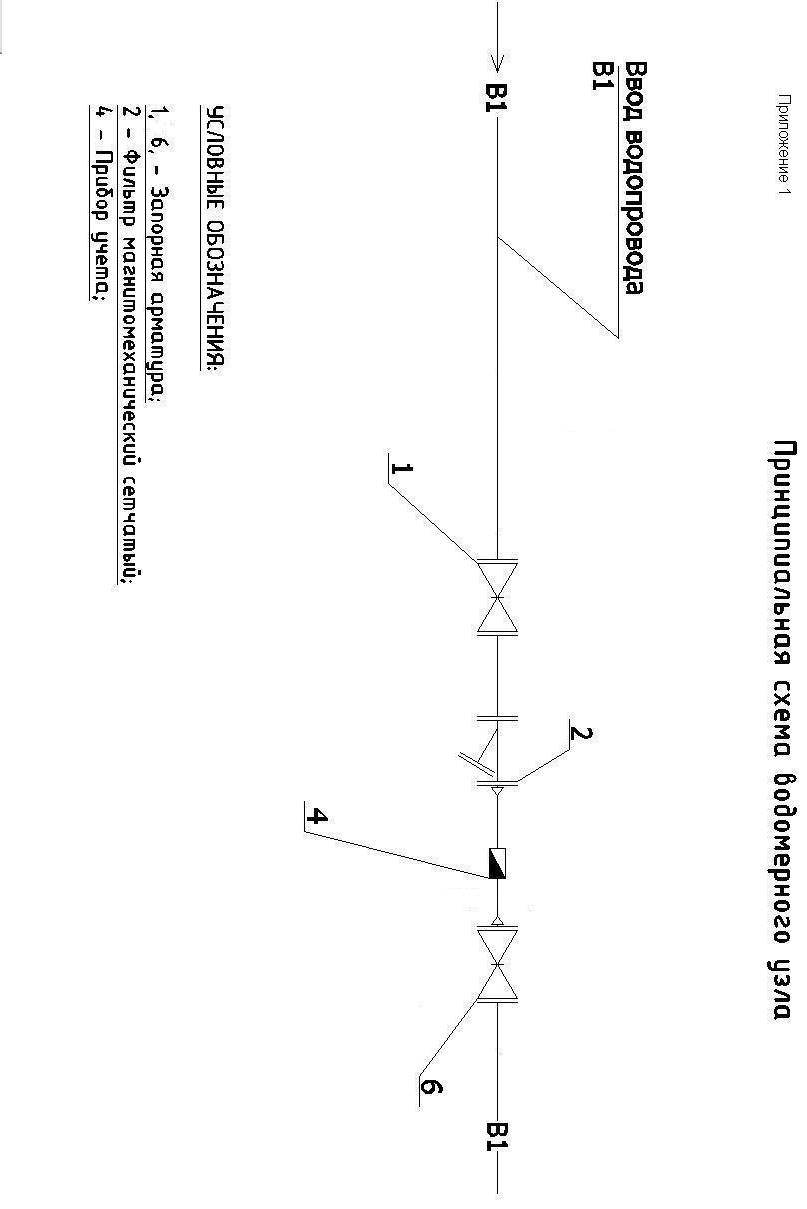 Приложение 1
Принципиальная схема водомерного узла
Ввод водопровода
В1
В1
1
2
4
6
В1
УСЛОВНЫЕ ОБОЗНАЧЕНИЯ:
1, 6, - Запорная арматура;
2 - Фильтр магнитомеханический сетчатый;
4 - Прибор учета;